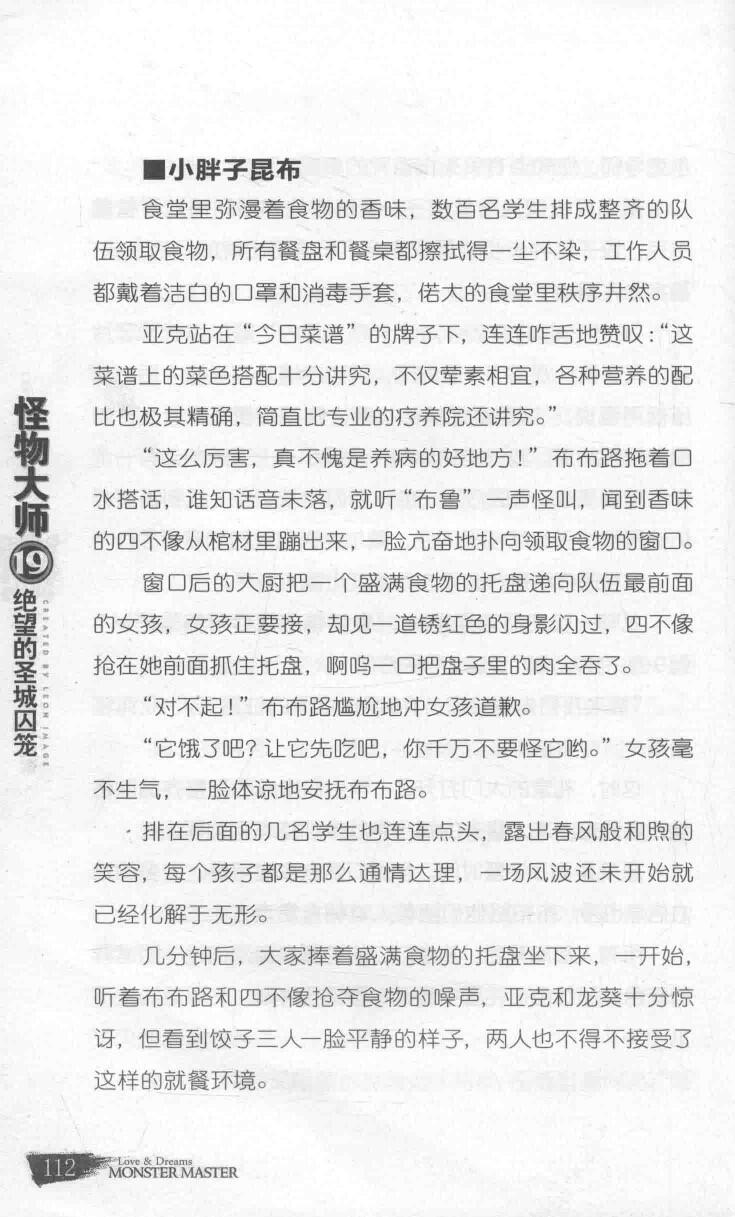 ■小胖子昆布
食堂里弥漫着食物的香味，数百名学生排成整齐的队
伍领取食物，所有餐盘和餐桌都擦拭得一尘不染，工作人员
都戴着洁白的口罩和消毒手套，偌大的食堂里秩序井然。
亚克站在“今日菜谱”的牌子下，连连咋舌地赞叹：“这
菜谱上的菜色搭配十分讲究，不仅荤素相宜，各种营养的配
比也极其精确，简直比专业的疗养院还讲究。”
“这么厉害，真不愧是养病的好地方！”布布路拖着口
水搭话，谁知话音未落，就听“布鲁”一声怪叫，闻到香味
的四不像从棺材里蹦出来，一脸亢奋地扑向领取食物的窗口。
窗口后的大厨把一个盛满食物的托盘递向队伍最前面
的女孩，女孩正要接，却见一道锈红色的身影闪过，四不像
抢在她前面抓住托盘，啊呜一口把盘子里的肉全吞了。
“对不起！”布布路尴尬地冲女孩道歉。
“它饿了吧？让它先吃吧，你千万不要怪它哟。”女孩毫
不生气，一脸体谅地安抚布布路。
排在后面的几名学生也连连点头，露出春风般和煦的
笑容，每个孩子都是那么通情达理，一场风波还未开始就
已经化解于无形。
几分钟后，大家捧着盛满食物的托盘坐下来，一开始，
听着布布路和四不像抢夺食物的噪声，亚克和龙葵十分惊
讶，但看到饺子三人一脸平静的样子，两人也不得不接受了
这样的就餐环境。
怪物大师⑲
绝望的圣城囚笼
CREATED BY LEON IMAGE
112
Love & Dreams
MONSTER MASTER